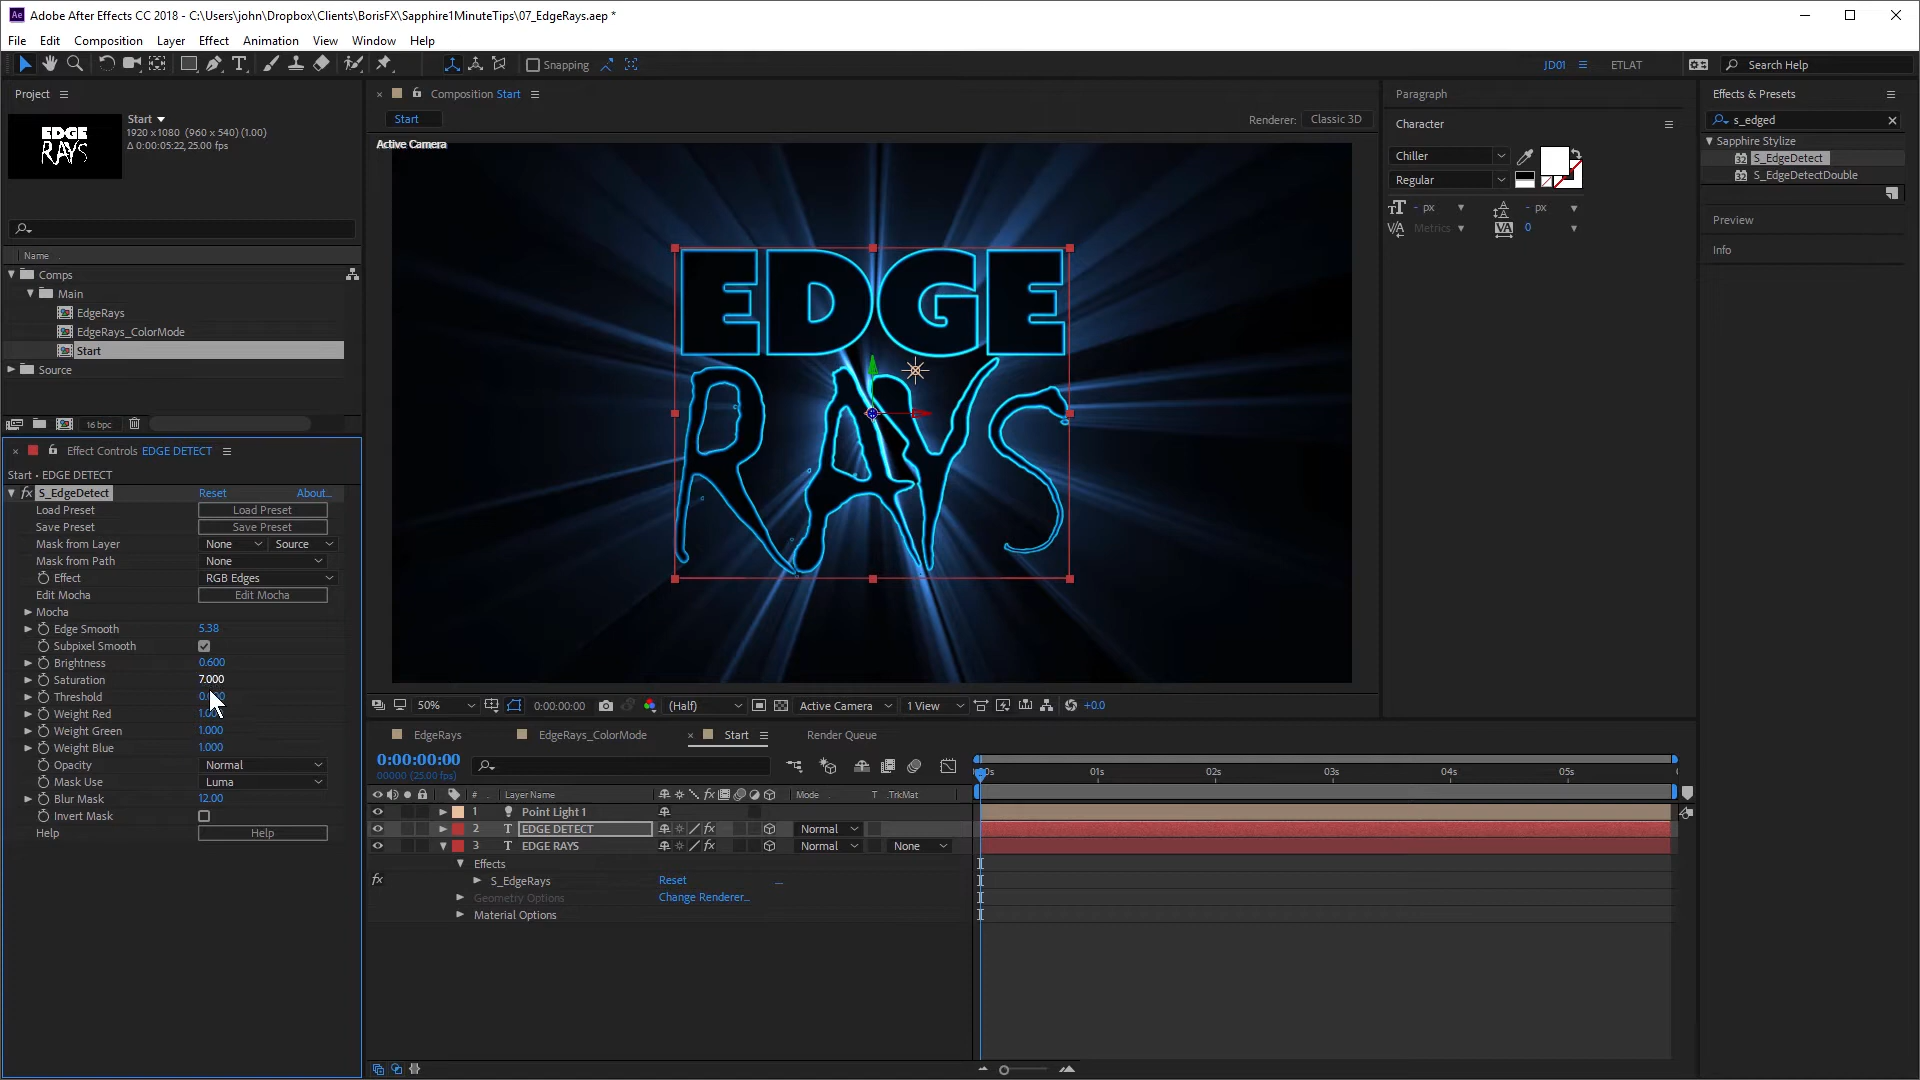 Adobe After Effects CC 2018 - C:\Users\john\Dropbox\Clients\BorisFX\Sapphire1MinuteTips\07_EdgeRays.aep *
File Edit Composition Layer Effect Animation View Window Help
Snapping
JD01
ETLAT
Search Help
Project
EDGE
RAYS
Start
1920 x 1080 (960 x 540) (1.00)
Δ 0:00:05:22, 25.00 fps
Name
Comps
Main
EdgeRays
EdgeRays_ColorMode
Start
Source
16 bpc
Effect Controls EDGE DETECT
Start • EDGE DETECT
fx S_EdgeDetect Reset About...
Load Preset Load Preset
Save Preset Save Preset
Mask from Layer None Source
Mask from Path None
Effect RGB Edges
Edit Mocha Edit Mocha
Mocha
Edge Smooth 5.38
Subpixel Smooth
Brightness 0.600
Saturation 7.000
Threshold
Weight Red
Weight Green 1.000
Weight Blue 1.000
Opacity Normal
Mask Use Luma
Blur Mask 12.00
Invert Mask
Help Help
Composition Start
Start
Renderer: Classic 3D
Active Camera
EDGE
RAYS
50% 0:00:00:00 (Half) Active Camera 1 View +0.0
EdgeRays EdgeRays_ColorMode Start Render Queue
0:00:00:00
00000 (25.00 fps)
# Layer Name fx Mode T TrkMat
1 Point Light 1
2 T EDGE DETECT fx Normal
3 T EDGE RAYS fx Normal None
Effects
fx S_EdgeRays Reset ...
Geometry Options Change Renderer...
Material Options
01s 02s 03s 04s 05s
Paragraph
Character
Chiller
Regular
- px - px
Metrics VA 0
Effects & Presets
s_edged
Sapphire Stylize
32 S_EdgeDetect
32 S_EdgeDetectDouble
Preview
Info